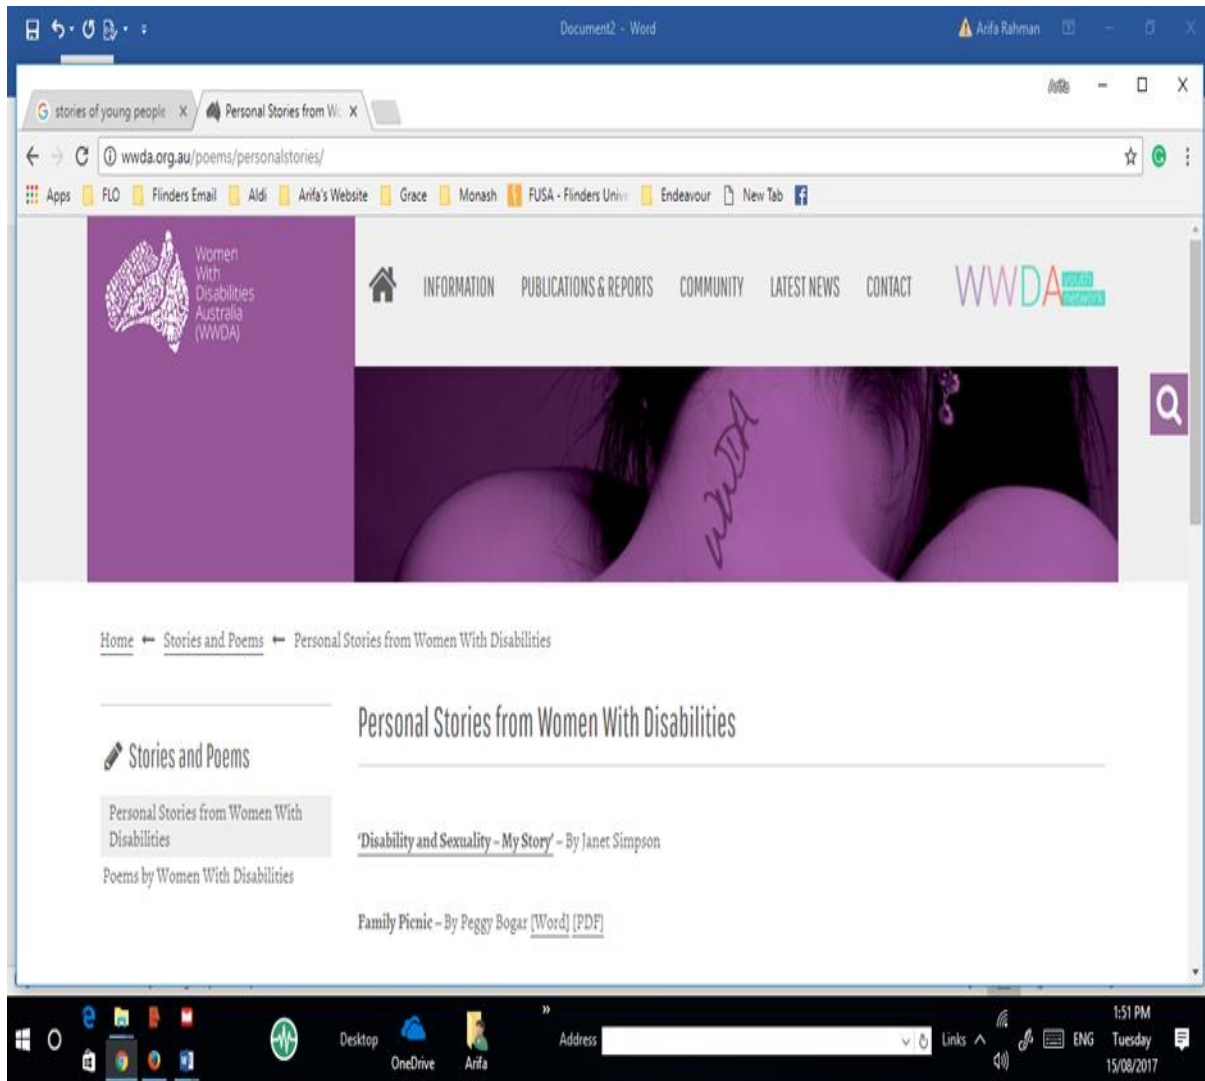 Document2 - Word
Arifa Rahman
Arifa
stories of young people
Personal Stories from Wo
wwda.org.au/poems/personalstories/
Apps FLO Flinders Email Aldi Arifa's Website Grace Monash FUSA - Flinders Unive Endeavour New Tab
Women
With
Disabilities
Australia
(WWDA)
INFORMATION PUBLICATIONS & REPORTS COMMUNITY LATEST NEWS CONTACT
WWDA youth network
WWDA
Home ← Stories and Poems ← Personal Stories from Women With Disabilities
Personal Stories from Women With Disabilities
Stories and Poems
Personal Stories from Women With
Disabilities
Poems by Women With Disabilities
'Disability and Sexuality – My Story' – By Janet Simpson
Family Picnic – By Peggy Bogar [Word] [PDF]
Desktop
OneDrive
Arifa
Address
Links
ENG
1:51 PM
Tuesday
15/08/2017